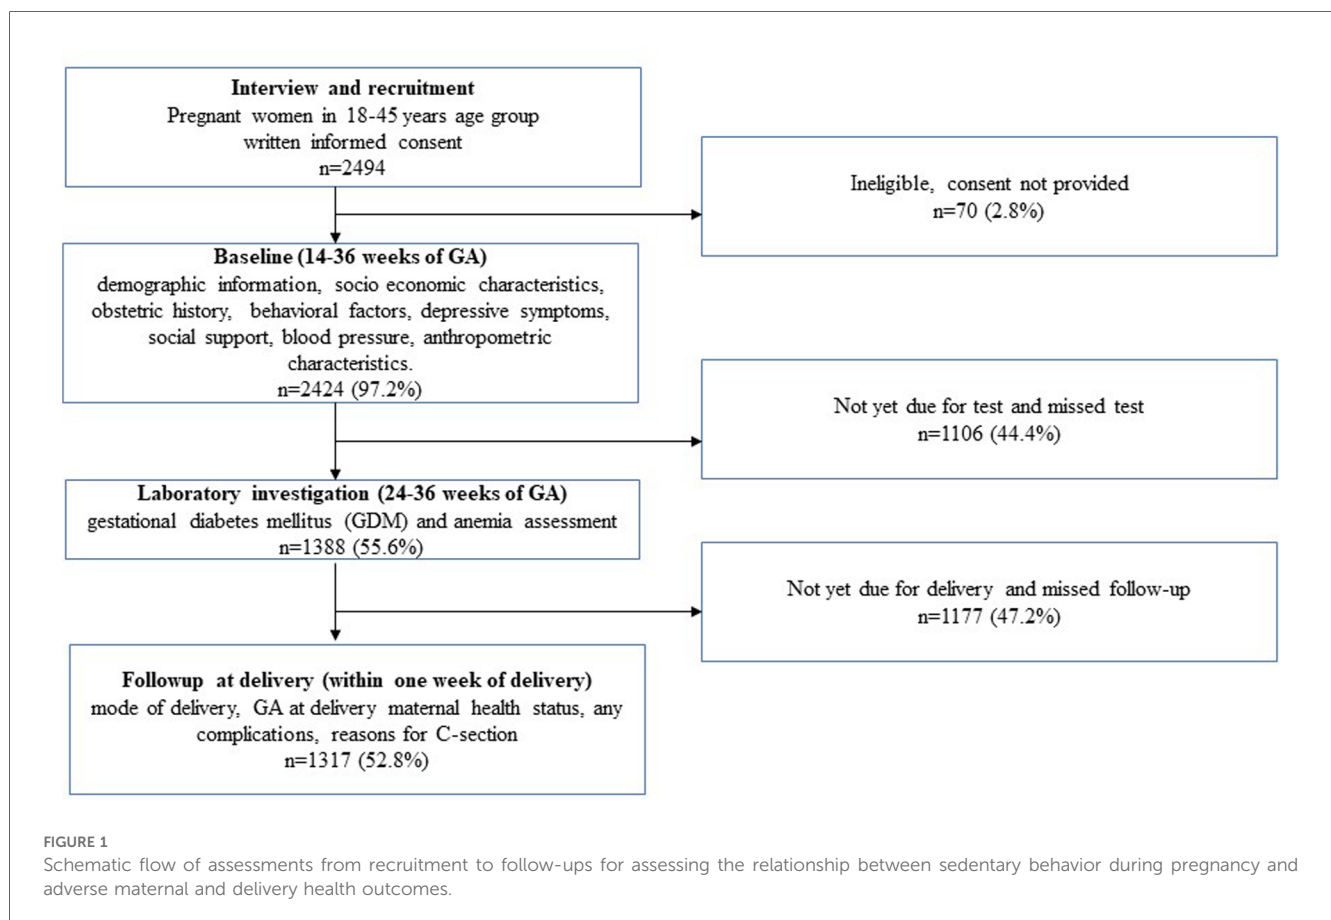 Interview and recruitment
Pregnant women in 18-45 years age group
written informed consent
n=2494
Ineligible, consent not provided
n=70 (2.8%)
Baseline (14-36 weeks of GA)
demographic information, socio economic characteristics,
obstetric history, behavioral factors, depressive symptoms,
social support, blood pressure, anthropometric
characteristics.
n=2424 (97.2%)
Not yet due for test and missed test
n=1106 (44.4%)
Laboratory investigation (24-36 weeks of GA)
gestational diabetes mellitus (GDM) and anemia assessment
n=1388 (55.6%)
Not yet due for delivery and missed follow-up
n=1177 (47.2%)
Followup at delivery (within one week of delivery)
mode of delivery, GA at delivery maternal health status, any
complications, reasons for C-section
n=1317 (52.8%)
FIGURE 1
Schematic flow of assessments from recruitment to follow-ups for assessing the relationship between sedentary behavior during pregnancy and
adverse maternal and delivery health outcomes.